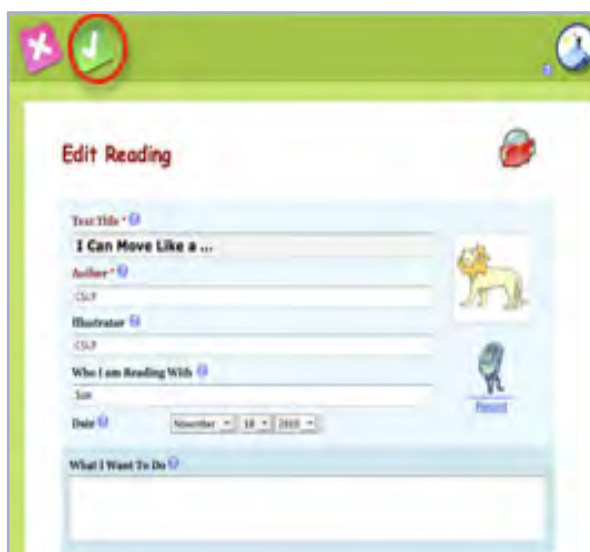 Edit Reading
Text Title *
I Can Move Like a ...
Author *
CSLP
Illustrator
CSLP
Who I am Reading With
Date November 18 2010
Record
What I Want To Do